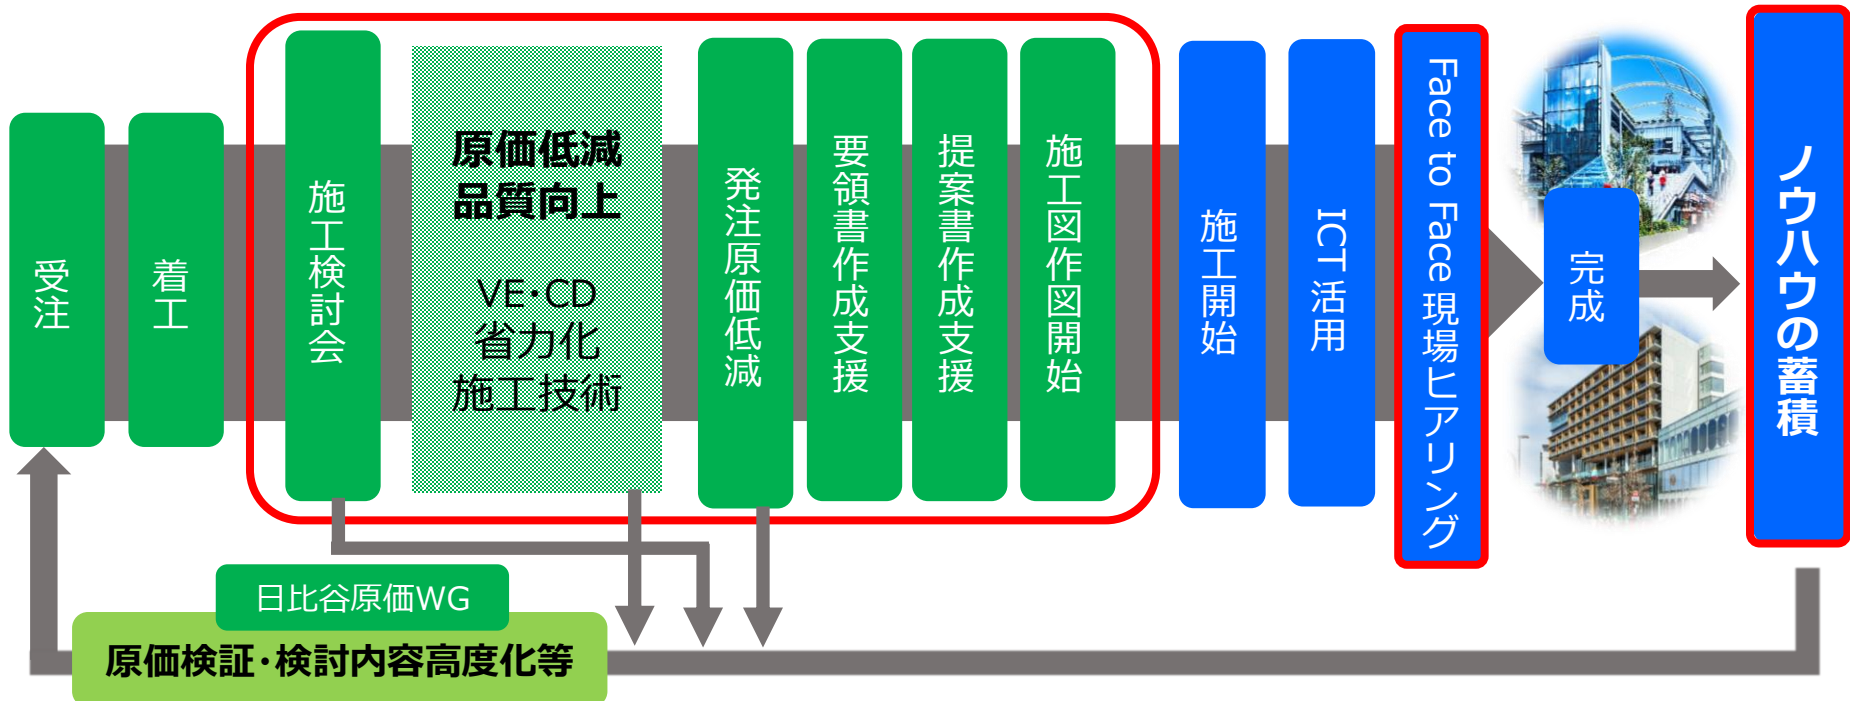 受注
着工
施工検討会
原価低減
品質向上
VE・CD
省力化
施工技術
発注原価低減
要領書作成支援
提案書作成支援
施工図作図開始
施工開始
ICT活用
Face to Face 現場ヒアリング
完成
ノウハウの蓄積
日比谷原価WG
原価検証・検討内容高度化等